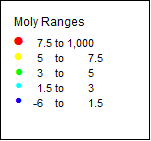 Moly Ranges
7.5 to 1,000
5 to 7.5
3 to 5
1.5 to 3
-6 to 1.5